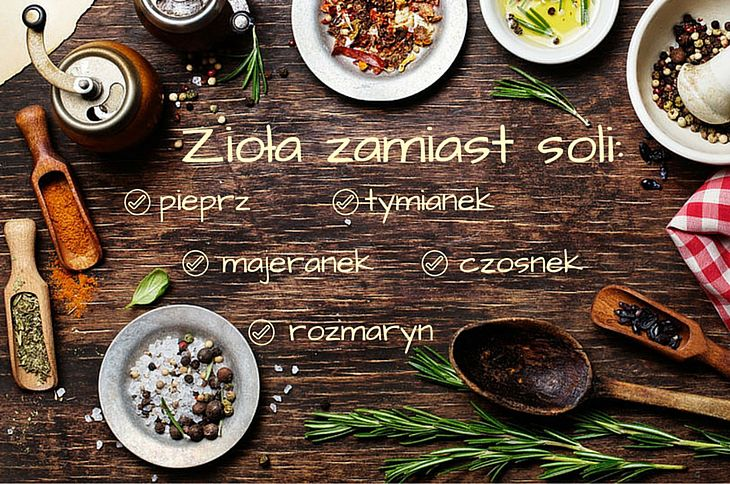 Zioła zamiast soli:
pieprz tymianek
majeranek czosnek
rozmaryn